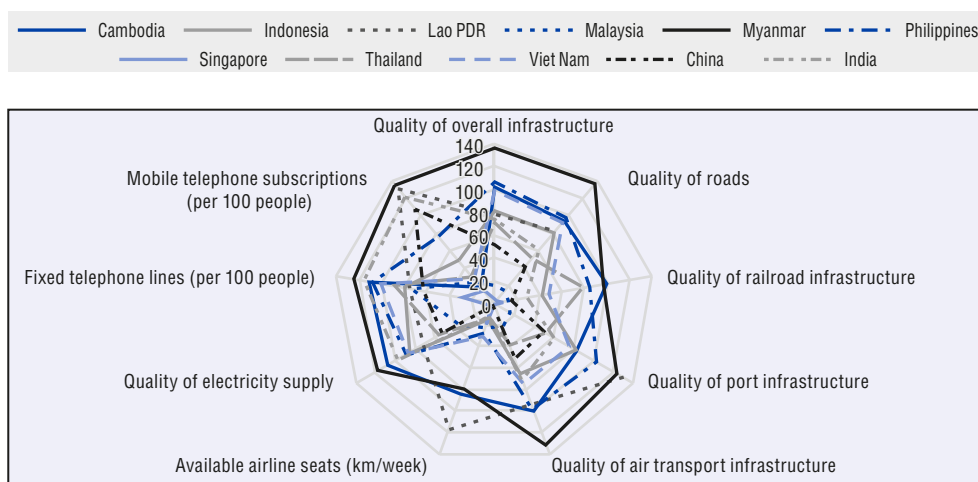 Cambodia Indonesia Lao PDR Malaysia Myanmar Philippines
Singapore Thailand Viet Nam China India
Quality of overall infrastructure
140
120
100
80
60
40
20
0
Mobile telephone subscriptions
(per 100 people)
Quality of roads
Fixed telephone lines (per 100 people)
Quality of railroad infrastructure
Quality of electricity supply
Quality of port infrastructure
Available airline seats (km/week)
Quality of air transport infrastructure